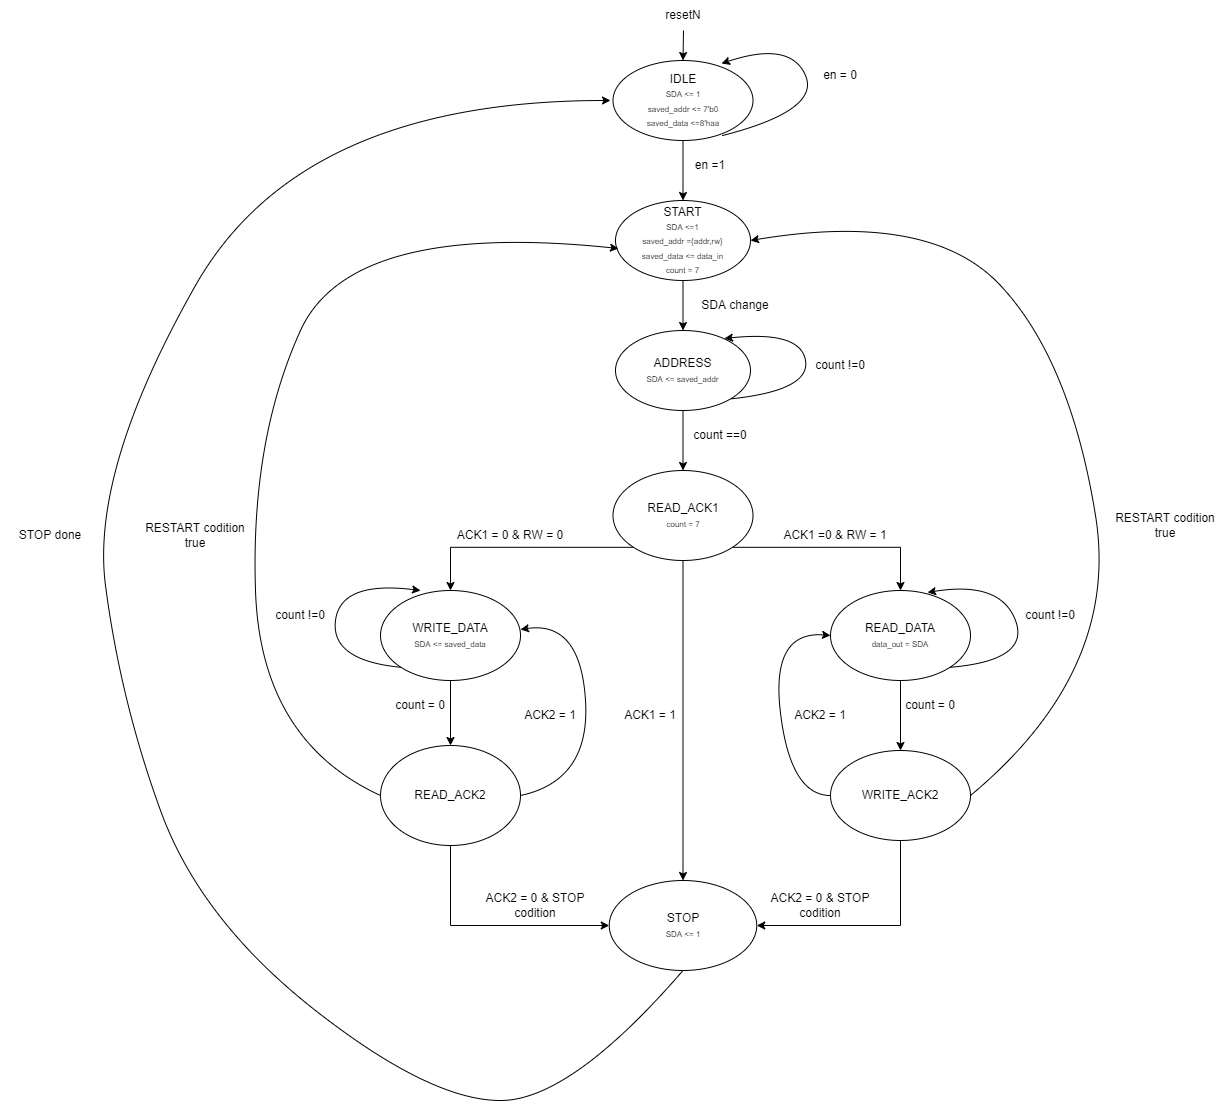 resetN
IDLE
SDA <= 1
saved_addr <= 7'b0
saved_data <=8'haa
en = 0
en =1
START
SDA <=1
saved_addr ={addr,rw}
saved_data <= data_in
count = 7
SDA change
ADDRESS
SDA <= saved_addr
count !=0
count ==0
READ_ACK1
count = 7
STOP done
RESTART codition
true
RESTART codition
true
ACK1 = 0 & RW = 0
ACK1 =0 & RW = 1
count !=0
WRITE_DATA
SDA <= saved_data
READ_DATA
data_out = SDA
count !=0
count = 0
ACK2 = 1
ACK1 = 1
ACK2 = 1
count = 0
READ_ACK2
WRITE_ACK2
ACK2 = 0 & STOP
codition
ACK2 = 0 & STOP
codition
STOP
SDA <= 1